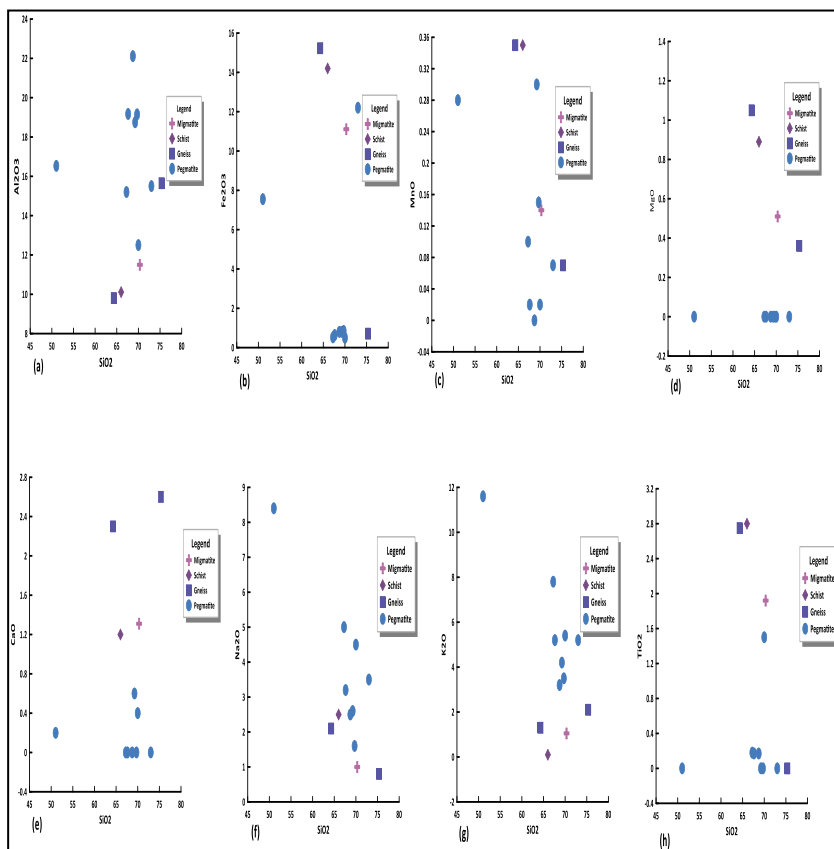 24
22
20
18
16
14
12
10
8
Al2O3
45 50 55 60 65 70 75 80
SiO2
(a)
Legend
Migmatite
Schist
Gneiss
Pegmatite
16
14
12
10
8
6
4
2
0
Fe2O3
45 50 55 60 65 70 75 80
SiO2
(b)
Legend
Migmatite
Schist
Gneiss
Pegmatite
0.36
0.32
0.28
0.24
0.20
0.16
0.12
0.08
0.04
0
-0.04
MnO
45 50 55 60 65 70 75 80
SiO2
(c)
Legend
Migmatite
Schist
Gneiss
Pegmatite
1.4
1.2
1
0.8
0.6
0.4
0.2
0
-0.2
MgO
45 50 55 60 65 70 75 80
SiO2
(d)
Legend
Migmatite
Schist
Gneiss
Pegmatite
2.8
2.4
2
1.6
1.2
0.8
0.4
0
-0.4
CaO
45 50 55 60 65 70 75 80
SiO2
(e)
Legend
Migmatite
Schist
Gneiss
Pegmatite
9
8
7
6
5
4
3
2
1
0
Na2O
45 50 55 60 65 70 75 80
SiO2
(f)
Legend
Migmatite
Schist
Gneiss
Pegmatite
12
10
8
6
4
2
0
-2
K2O
45 50 55 60 65 70 75 80
SiO2
(g)
Legend
Migmatite
Schist
Gneiss
Pegmatite
3.2
2.8
2.4
2
1.6
1.2
0.8
0.4
0
-0.4
TiO2
45 50 55 60 65 70 75 80
SiO2
(h)
Legend
Migmatite
Schist
Gneiss
Pegmatite